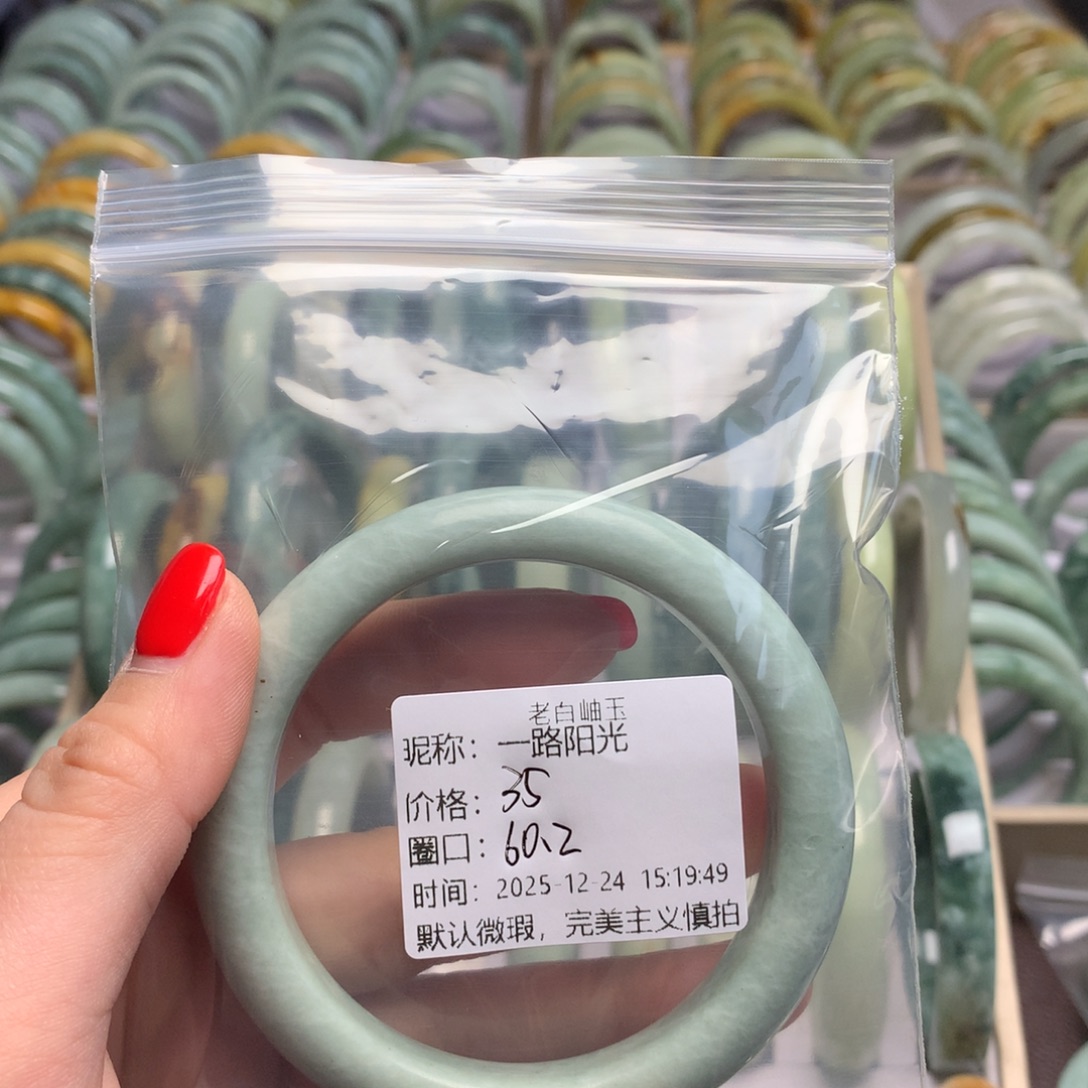 老白岫玉
昵称：一路阳光
价格：35
圈口：60.2
时间：2025-12-24 15:19:49
默认微瑕，完美主义慎拍